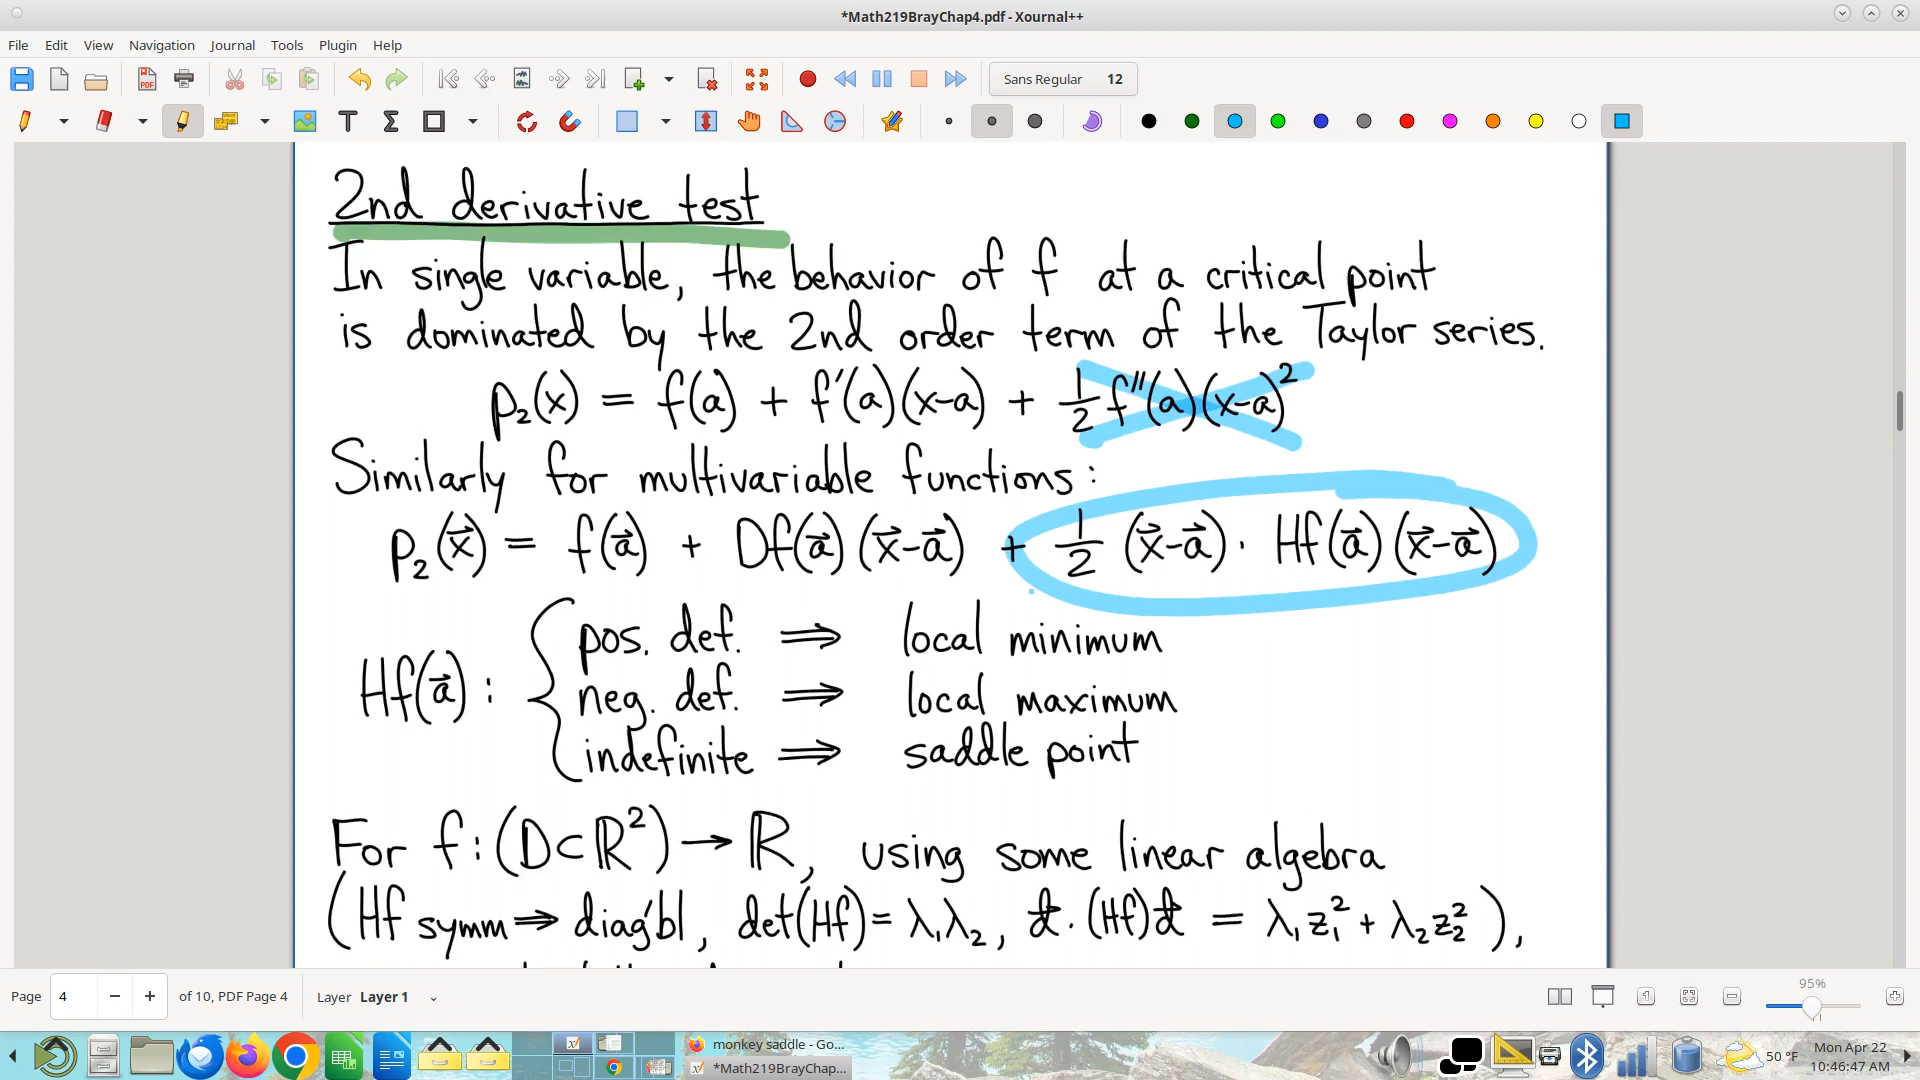 *Math219BrayChap4.pdf - Xournal++
File Edit View Navigation Journal Tools Plugin Help
Sans Regular 12
2nd derivative test
In single variable, the behavior of f at a critical point
is dominated by the 2nd order term of the Taylor series.
p₂(x) = f(a) + f′(a)(x-a) + ½ f″(a)(x-a)²
Similarly for multivariable functions:
p₂(x⃗) = f(a⃗) + Df(a⃗)(x⃗-a⃗) + ½ (x⃗-a⃗) · Hf(a⃗)(x⃗-a⃗)
Hf(a⃗): { pos. def. ⟹ local minimum
neg. def. ⟹ local maximum
indefinite ⟹ saddle point
For f: (D⊂ℝ²) → ℝ, using some linear algebra
(Hf symm ⟹ diag'bl, det(Hf) = λ₁λ₂, t⃗·(Hf)t⃗ = λ₁z₁² + λ₂z₂²),
Page 4 of 10, PDF Page 4 Layer Layer 1 95%
monkey saddle - Go...
*Math219BrayChap...
50 °F
Mon Apr 22
10:46:47 AM